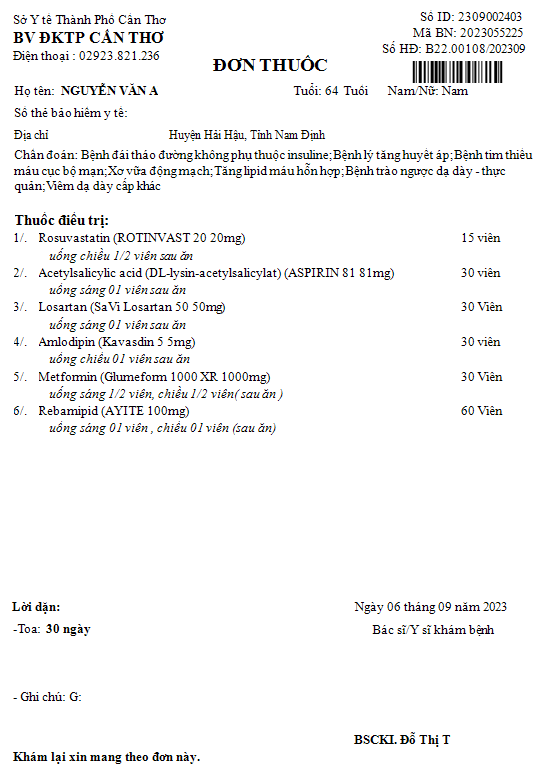 Sở Y tế Thành Phố Cần Thơ
BV ĐKTP CẦN THƠ
Điện thoại : 02923.821.236
Số ID: 2309002403
Mã BN: 2023055225
Số HĐ: B22.00108/202309
ĐƠN THUỐC
Họ tên: NGUYỄN VĂN A Tuổi: 64 Tuổi Nam/Nữ: Nam
Số thẻ bảo hiểm y tế:
Địa chỉ Huyện Hải Hậu, Tỉnh Nam Định
Chẩn đoán: Bệnh đái tháo đường không phụ thuộc insuline;Bệnh lý tăng huyết áp;Bệnh tim thiếu
máu cục bộ mạn;Xơ vữa động mạch;Tăng lipid máu hỗn hợp;Bệnh trào ngược dạ dày - thực
quản;Viêm dạ dày cấp khác
Thuốc điều trị:
1/. Rosuvastatin (ROTINVAST 20 20mg) 15 viên
uống chiều 1/2 viên sau ăn
2/. Acetylsalicylic acid (DL-lysin-acetylsalicylat) (ASPIRIN 81 81mg) 30 viên
uống sáng 01 viên sau ăn
3/. Losartan (SaVi Losartan 50 50mg) 30 Viên
uống sáng 01 viên sau ăn
4/. Amlodipin (Kavasdin 5 5mg) 30 viên
uống chiều 01 viên sau ăn
5/. Metformin (Glumeform 1000 XR 1000mg) 30 Viên
uống sáng 1/2 viên, chiều 1/2 viên( sau ăn )
6/. Rebamipid (AYITE 100mg) 60 Viên
uống sáng 01 viên , chiều 01 viên (sau ăn)
Lời dặn:
Ngày 06 tháng 09 năm 2023
-Toa: 30 ngày
Bác sĩ/Y sĩ khám bệnh
- Ghi chú: G:
BSCKI. Đỗ Thị T
Khám lại xin mang theo đơn này.